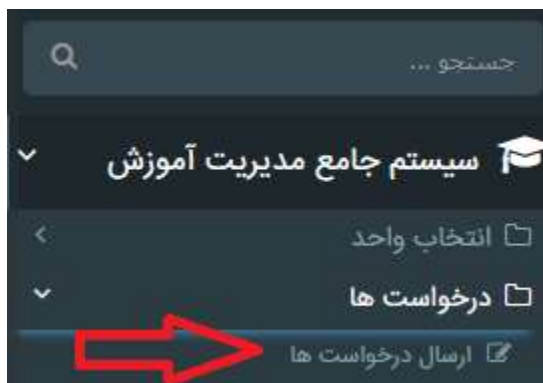 جستجو ...
سیستم جامع مدیریت آموزش
انتخاب واحد
درخواست ها
ارسال درخواست ها